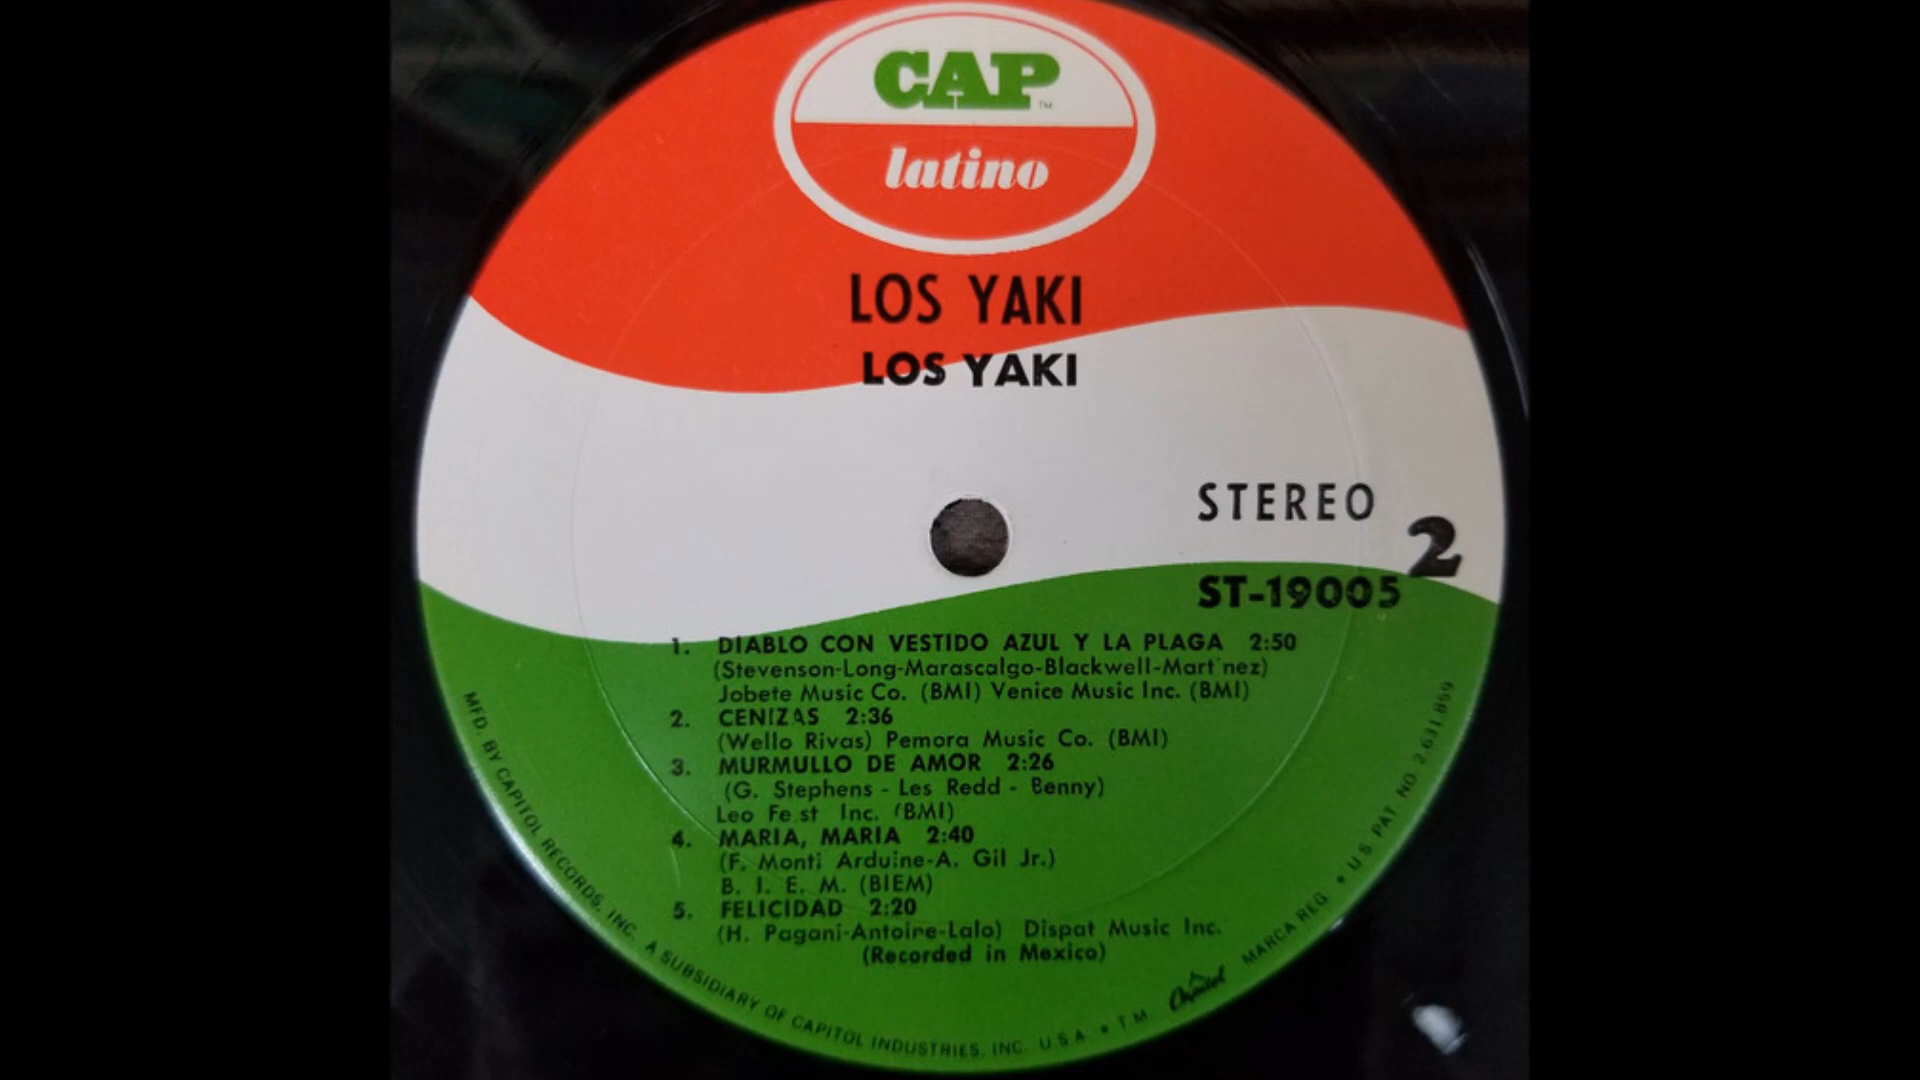 CAP TM
latino
LOS YAKI
LOS YAKI
STEREO
2
ST-19005
1. DIABLO CON VESTIDO AZUL Y LA PLAGA 2:50
(Stevenson-Long-Marascalgo-Blackwell-Mart nez)
Jobete Music Co. (BMI) Venice Music Inc. (BMI)
2. CENIZAS 2:36
(Wello Rivas) Pemora Music Co. (BMI)
3. MURMULLO DE AMOR 2:26
(G. Stephens - Les Redd - Benny)
Leo Fe st Inc. (BMI)
4. MARIA, MARIA 2:40
(F. Monti Arduine-A. Gil Jr.)
B. I. E. M. (BIEM)
5. FELICIDAD 2:20
(H. Pagani-Antoire-Lalo) Dispat Music Inc.
(Recorded in Mexico)
MFD. BY CAPITOL RECORDS, INC. A SUBSIDIARY OF CAPITOL INDUSTRIES, INC. U.S.A. • T.M. Capitol MARCA REG. • U.S. PAT. NO. 2,631,859